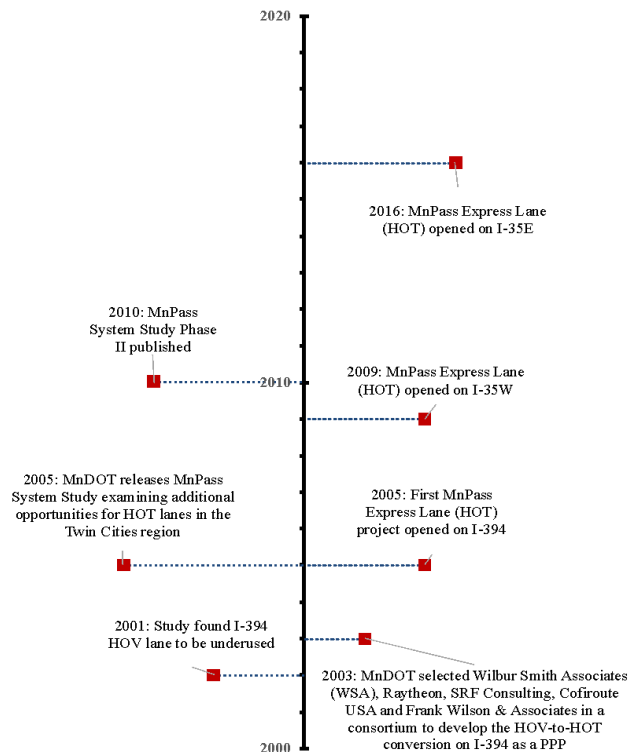 2020
2016: MnPass Express Lane
(HOT) opened on I-35E
2010: MnPass
System Study Phase
II published
2010
2009: MnPass Express Lane
(HOT) opened on I-35W
2005: MnDOT releases MnPass
System Study examining additional
opportunities for HOT lanes in the
Twin Cities region
2005: First MnPass
Express Lane (HOT)
project opened on I-394
2001: Study found I-394
HOV lane to be underused
2003: MnDOT selected Wilbur Smith Associates
(WSA), Raytheon, SRF Consulting, Cofiroute
USA and Frank Wilson & Associates in a
consortium to develop the HOV-to-HOT
conversion on I-394 as a PPP
2000